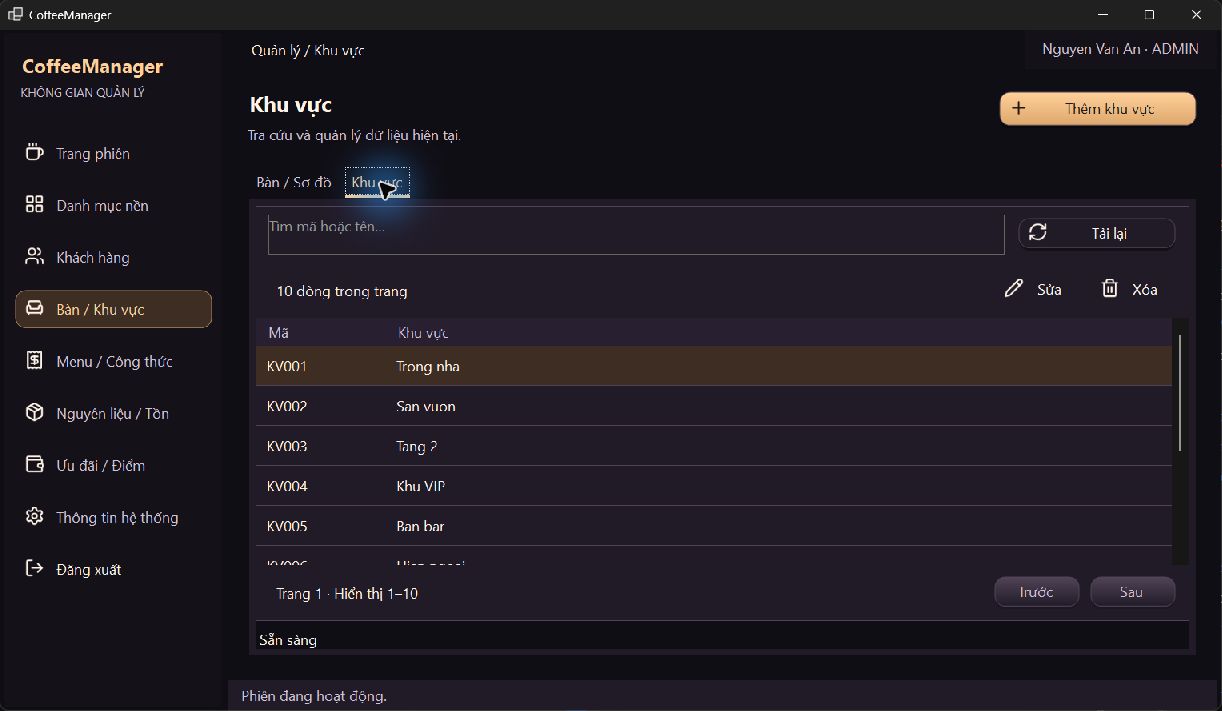 CoffeeManager
CoffeeManager
KHÔNG GIAN QUẢN LÝ
Trang phiên
Danh mục nền
Khách hàng
Bàn / Khu vực
Menu / Công thức
Nguyên liệu / Tồn
Ưu đãi / Điểm
Thông tin hệ thống
Đăng xuất
Quản lý / Khu vực
Nguyen Van An · ADMIN
Khu vực
Thêm khu vực
Tra cứu và quản lý dữ liệu hiện tại.
Bàn / Sơ đồ
Khu vực
Tìm mã hoặc tên...
Tải lại
10 dòng trong trang
Sửa
Xóa
Mã Khu vực
KV001 Trong nha
KV002 San vuon
KV003 Tang 2
KV004 Khu VIP
KV005 Ban bar
Trang 1 · Hiển thị 1–10
Trước
Sau
Sẵn sàng
Phiên đang hoạt động.